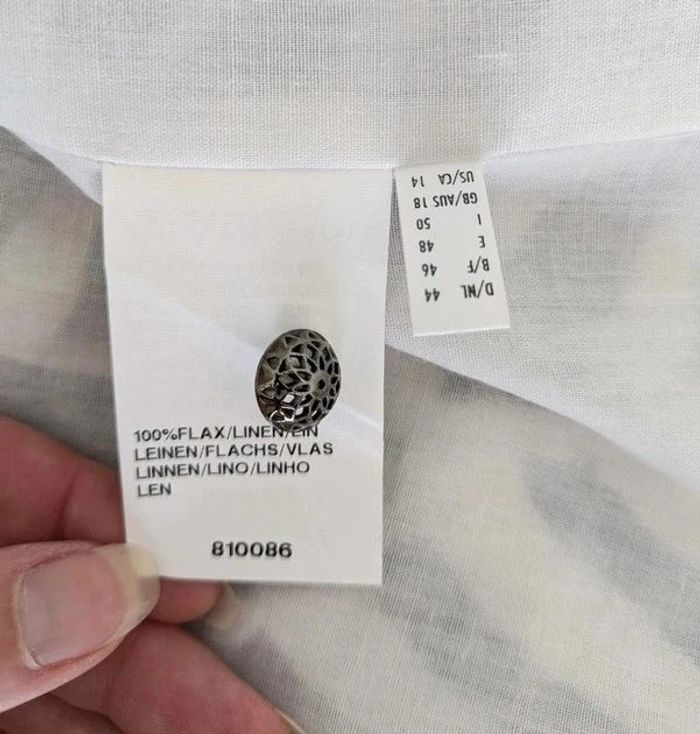 100%FLAX/LINEN/LIN
LEINEN/FLACHS/VLAS
LINNEN/LINO/LINHO
LEN
810086
D/NL 44
B/F 46
E 48
I 50
GB/AUS 18
US/CA 14